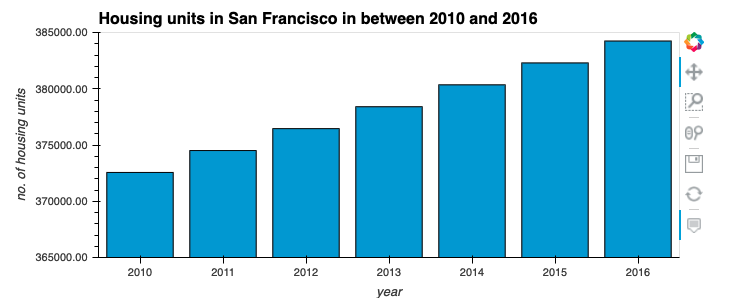 Housing units in San Francisco in between 2010 and 2016
385000.00
380000.00
375000.00
370000.00
365000.00
no. of housing units
2010 2011 2012 2013 2014 2015 2016
year